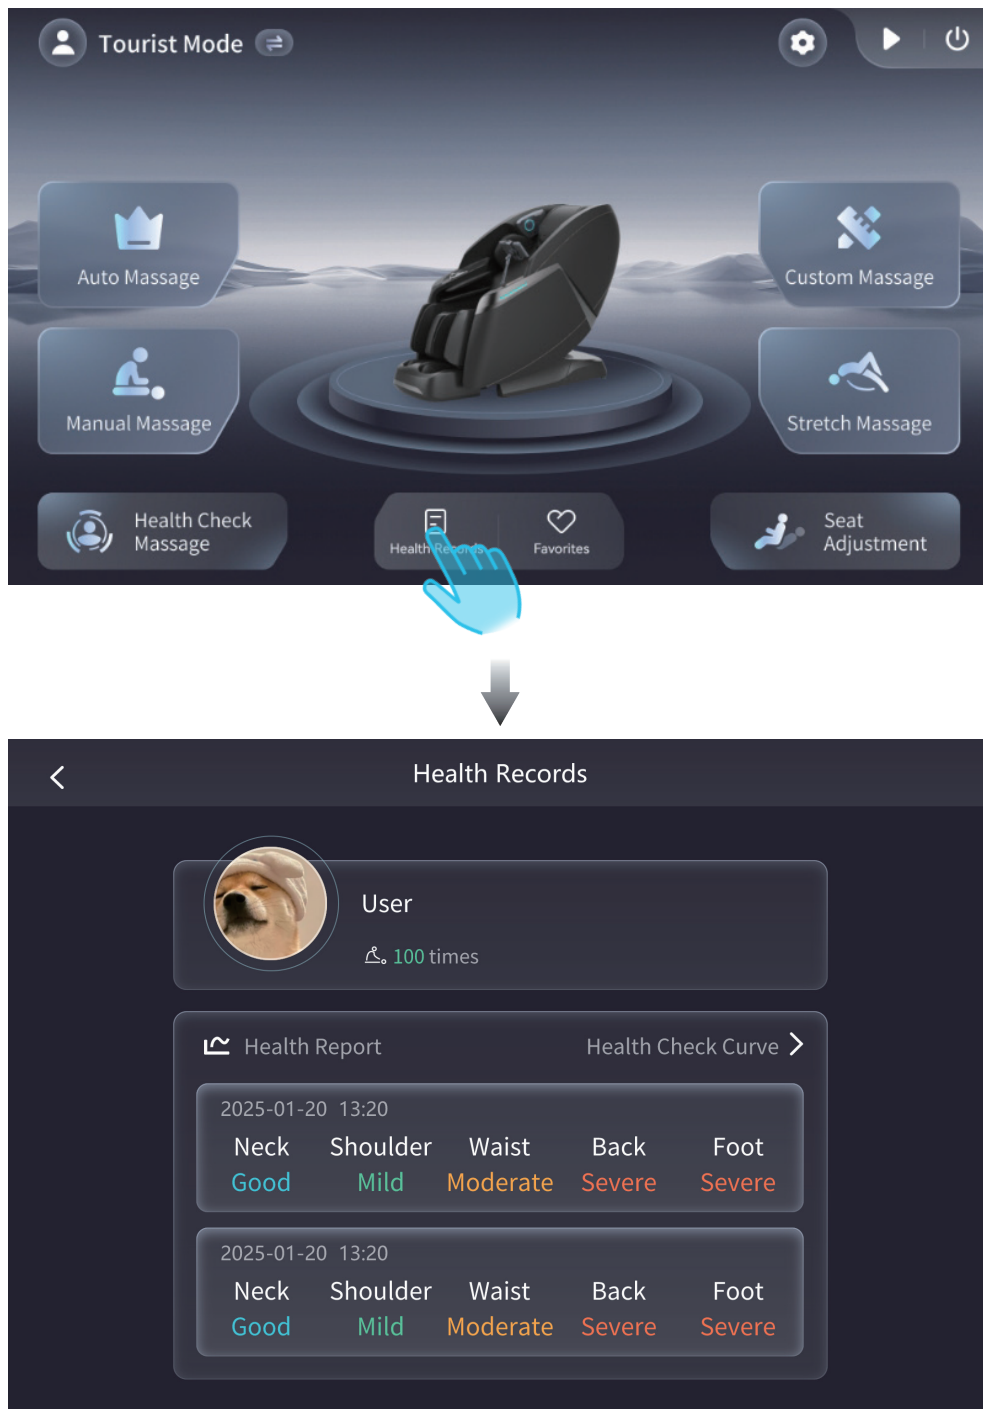 Tourist Mode
Auto Massage
Custom Massage
Manual Massage
Stretch Massage
Health Check
Massage
Health Records
Favorites
Seat
Adjustment
Health Records
User
100 times
Health Report
Health Check Curve
2025-01-20 13:20
Neck Shoulder Waist Back Foot
Good Mild Moderate Severe Severe
2025-01-20 13:20
Neck Shoulder Waist Back Foot
Good Mild Moderate Severe Severe